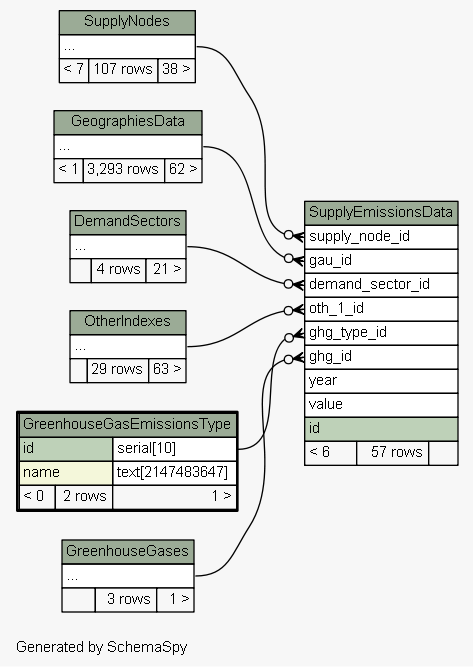 SupplyNodes
...
< 7 107 rows 38 >
GeographiesData
...
< 1 3,293 rows 62 >
DemandSectors
...
4 rows 21 >
OtherIndexes
...
29 rows 63 >
GreenhouseGasEmissionsType
id serial[10]
name text[2147483647]
< 0 2 rows 1 >
GreenhouseGases
...
3 rows 1 >
SupplyEmissionsData
supply_node_id
gau_id
demand_sector_id
oth_1_id
ghg_type_id
ghg_id
year
value
id
< 6 57 rows
Generated by SchemaSpy